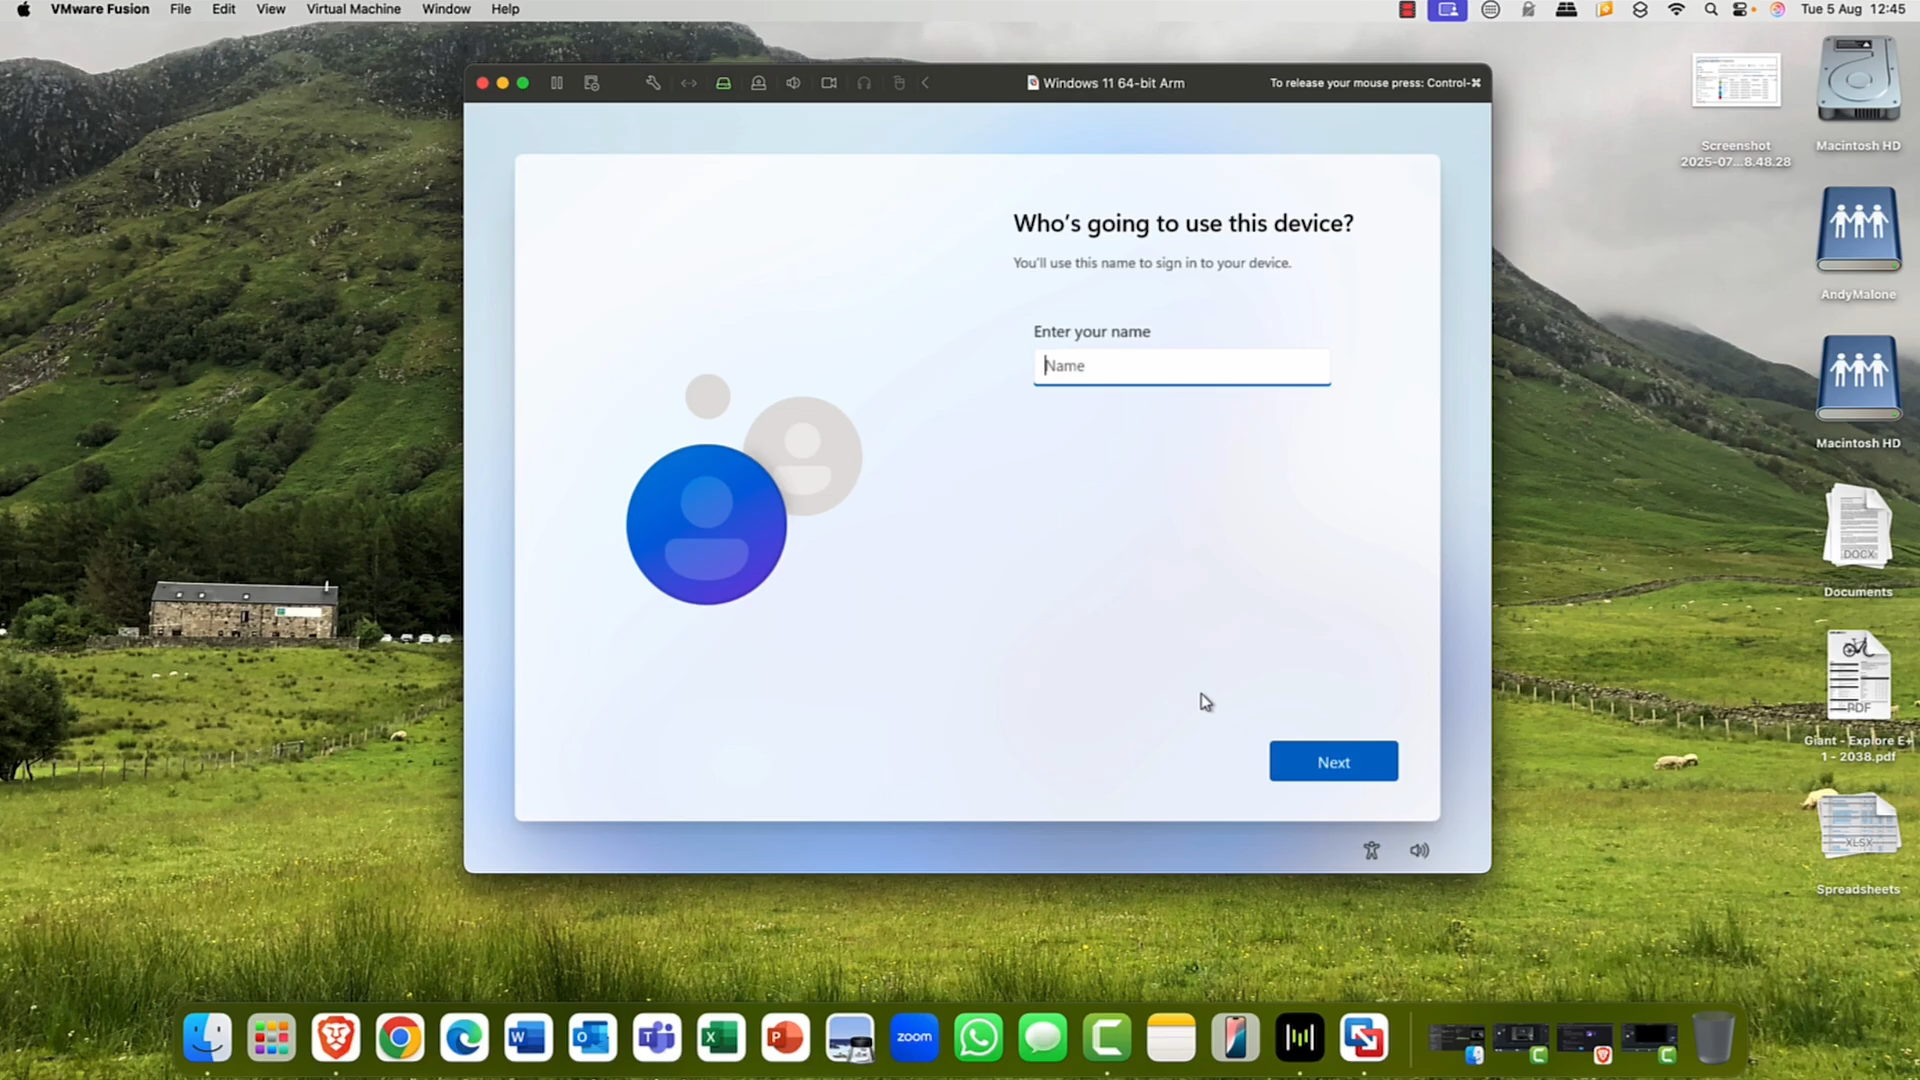 VMware Fusion File Edit View Virtual Machine Window Help Tue 5 Aug 12:45
Windows 11 64-bit Arm To release your mouse press: Control-⌘
Who's going to use this device?
You'll use this name to sign in to your device.
Enter your name
Name
Next
Screenshot
2025-07...8.48.28
Macintosh HD
AndyMalone
Macintosh HD
DOCX
Documents
PDF
Giant - Explore E+
1 - 2038.pdf
XLSX
Spreadsheets
W
O
T
X
P
zoom